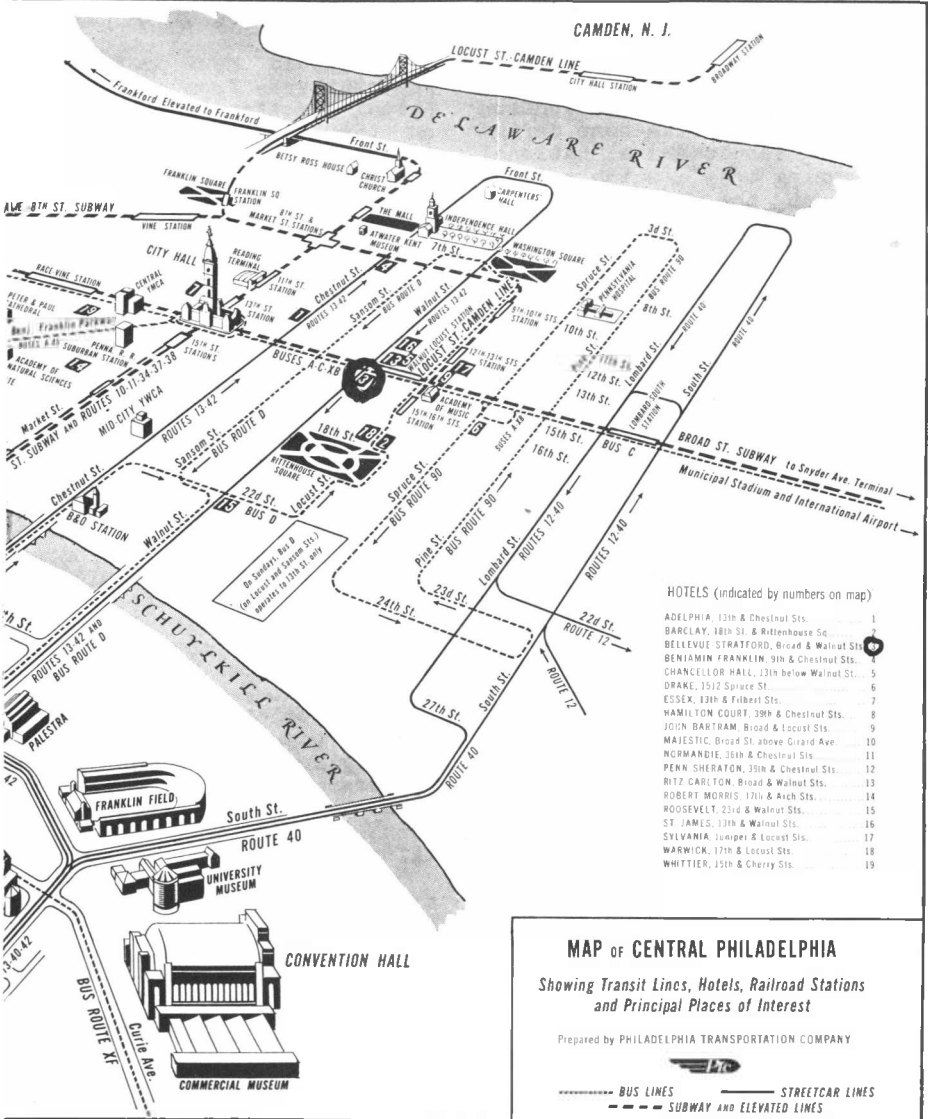 CAMDEN, N. J.
LOCUST ST.-CAMDEN LINE
CITY HALL STATION
BROADWAY STATION
Frankford Elevated to Frankford
DELAWARE RIVER
Front St.
BETSY ROSS HOUSE
CHRIST CHURCH
FRANKLIN SQUARE
FRANKLIN SQ STATION
Front St.
CARPENTERS' HALL
8TH ST. SUBWAY
VINE STATION
8TH ST. & MARKET ST. STATIONS
THE MALL
INDEPENDENCE HALL
ATWATER KENT MUSEUM
7th St.
WASHINGTON SQUARE
3d St.
CITY HALL
READING TERMINAL
11TH ST. STATION
Chestnut St.
ROUTES 13-42
4
Sansom St.
BUS ROUTE D
Walnut St.
ROUTES 13-42
Spruce St.
PENNSYLVANIA HOSPITAL
BUS ROUTE 90
8th St.
RACE-VINE STATION
CENTRAL YMCA
7
13TH ST. STATION
1
WALNUT-LOCUST STATION
LOCUST ST.-CAMDEN LINE
9TH-10TH STS. STATION
10th St.
ROUTE 40
ROUTE 40
PETER & PAUL
19
Benj. Franklin Parkway
PENNA R. R. SUBURBAN STATION
15TH ST. STATIONS
BUSES A-C-XB
13
9
17
12TH-13TH STS. STATION
12th St.
13th St.
Lombard St.
South St.
ACADEMY OF NATURAL SCIENCES
14
ROUTES 10-11-34-37-38
ST. SUBWAY AND
Market St.
MID-CITY YWCA
ROUTES 13-42
ACADEMY OF MUSIC
15TH-16TH STS. STATION
6
15th St.
16th St.
LOMBARD-SOUTH STATION
BUS C
BROAD ST. SUBWAY to Snyder Ave. Terminal
Municipal Stadium and International Airport
Sansom St.
BUS ROUTE D
18th St.
18
2
RITTENHOUSE SQUARE
Chestnut St.
22d St.
15
BUS D
Locust St.
Spruce St.
BUS ROUTE 90
BUS ROUTE 90
B&O STATION
Walnut St.
On Sundays, Bus D
(on Locust and Sansom Sts.)
operates to 13th St. only
Pine St.
Lombard St.
ROUTES 12-40
ROUTES 12-40
23d St.
24th St.
22d St.
ROUTE 12
ROUTE 12
SCHUYLKILL RIVER
ROUTES 13-42 AND BUS ROUTE D
27th St.
South St.
ROUTE 40
PALESTRA
42
FRANKLIN FIELD
South St.
ROUTE 40
UNIVERSITY MUSEUM
CONVENTION HALL
COMMERCIAL MUSEUM
BUS ROUTE XF
Curie Ave.
HOTELS (indicated by numbers on map)
ADELPHIA, 13th & Chestnut Sts. 1
BARCLAY, 18th St. & Rittenhouse Sq. 2
BELLEVUE STRATFORD, Broad & Walnut Sts. 3
BENJAMIN FRANKLIN, 9th & Chestnut Sts. 4
CHANCELLOR HALL, 13th below Walnut St. 5
DRAKE, 1512 Spruce St. 6
ESSEX, 13th & Filbert Sts. 7
HAMILTON COURT, 39th & Chestnut Sts. 8
JOHN BARTRAM, Broad & Locust Sts. 9
MAJESTIC, Broad St. above Girard Ave. 10
NORMANDIE, 36th & Chestnut Sts. 11
PENN SHERATON, 39th & Chestnut Sts. 12
RITZ CARLTON, Broad & Walnut Sts. 13
ROBERT MORRIS, 17th & Arch Sts. 14
ROOSEVELT, 23rd & Walnut Sts. 15
ST. JAMES, 13th & Walnut Sts. 16
SYLVANIA, Juniper & Locust Sts. 17
WARWICK, 17th & Locust Sts. 18
WHITTIER, 15th & Cherry Sts. 19
MAP OF CENTRAL PHILADELPHIA
Showing Transit Lines, Hotels, Railroad Stations
and Principal Places of Interest
Prepared by PHILADELPHIA TRANSPORTATION COMPANY
PTC
BUS LINES
STREETCAR LINES
SUBWAY AND ELEVATED LINES